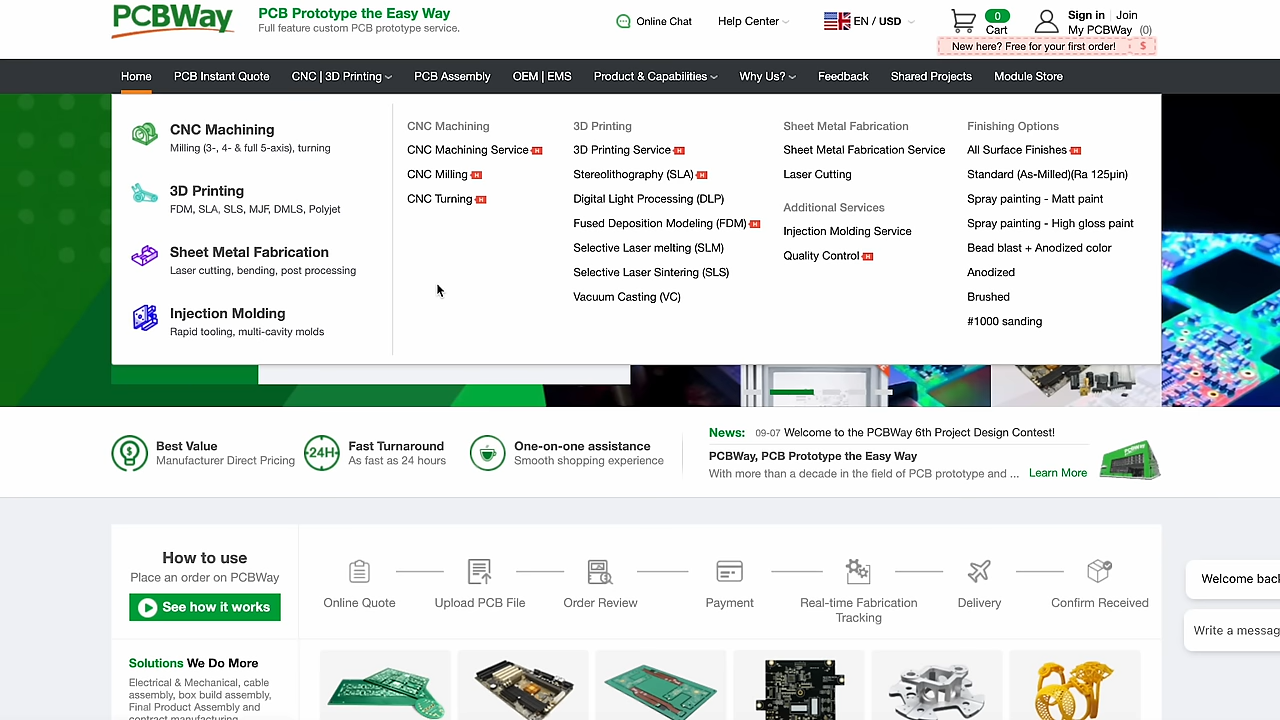 PCBWay
PCB Prototype the Easy Way
Full feature custom PCB prototype service.
Online Chat
Help Center
EN / USD
0
Cart
Sign in
Join
My PCBWay (0)
New here? Free for your first order!
$
Home
PCB Instant Quote
CNC | 3D Printing
PCB Assembly
OEM | EMS
Product & Capabilities
Why Us?
Feedback
Shared Projects
Module Store
CNC Machining
Milling (3-, 4- & full 5-axis), turning
3D Printing
FDM, SLA, SLS, MJF, DMLS, Polyjet
Sheet Metal Fabrication
Laser cutting, bending, post processing
Injection Molding
Rapid tooling, multi-cavity molds
CNC Machining
CNC Machining Service H
CNC Milling H
CNC Turning H
3D Printing
3D Printing Service H
Stereolithography (SLA) H
Digital Light Processing (DLP)
Fused Deposition Modeling (FDM) H
Selective Laser melting (SLM)
Selective Laser Sintering (SLS)
Vacuum Casting (VC)
Sheet Metal Fabrication
Sheet Metal Fabrication Service
Laser Cutting
Additional Services
Injection Molding Service
Quality Control H
Finishing Options
All Surface Finishes H
Standard (As-Milled)(Ra 125μin)
Spray painting - Matt paint
Spray painting - High gloss paint
Bead blast + Anodized color
Anodized
Brushed
#1000 sanding
Best Value
Manufacturer Direct Pricing
24H
Fast Turnaround
As fast as 24 hours
One-on-one assistance
Smooth shopping experience
News: 09-07 Welcome to the PCBWay 6th Project Design Contest!
PCBWay, PCB Prototype the Easy Way
With more than a decade in the field of PCB prototype and ... Learn More
How to use
Place an order on PCBWay
See how it works
Online Quote
Upload PCB File
Order Review
Payment
Real-time Fabrication
Tracking
Delivery
Confirm Received
Welcome bac
Write a messag
Solutions We Do More
Electrical & Mechanical, cable
assembly, box build assembly,
Final Product Assembly and
contract manufacturing